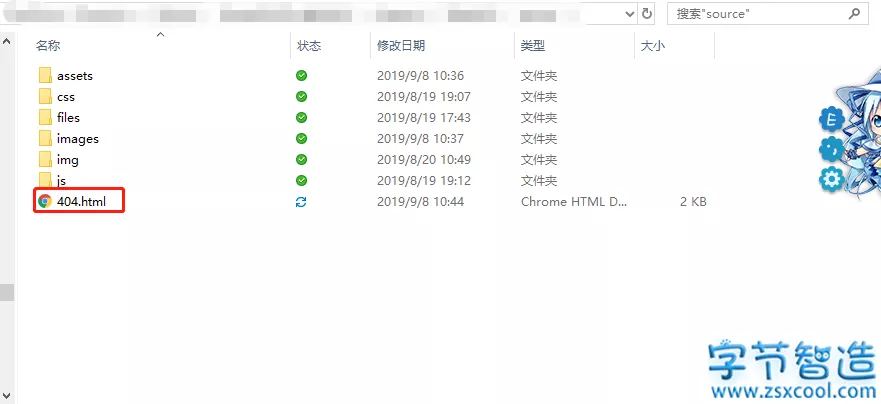 搜索"source"
名称 状态 修改日期 类型 大小
assets 2019/9/8 10:36 文件夹
css 2019/8/19 19:07 文件夹
files 2019/8/19 17:43 文件夹
images 2019/9/8 10:37 文件夹
img 2019/8/20 10:49 文件夹
js 2019/8/19 19:12 文件夹
404.html 2019/9/8 10:44 Chrome HTML D... 2 KB
E
字节智造
www.zsxcool.com